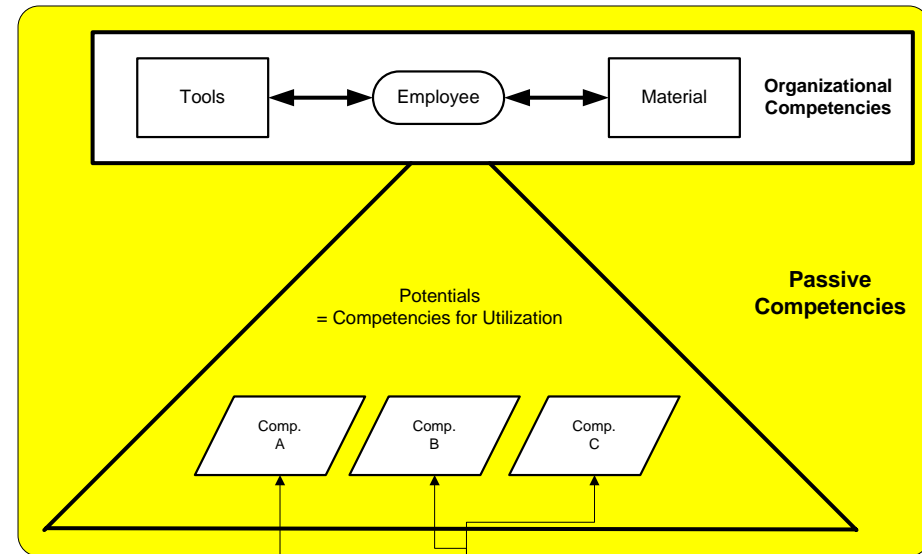 Tools
Employee
Material
Organizational
Competencies
Potentials
= Competencies for Utilization
Passive
Competencies
Comp.
A
Comp.
B
Comp.
C